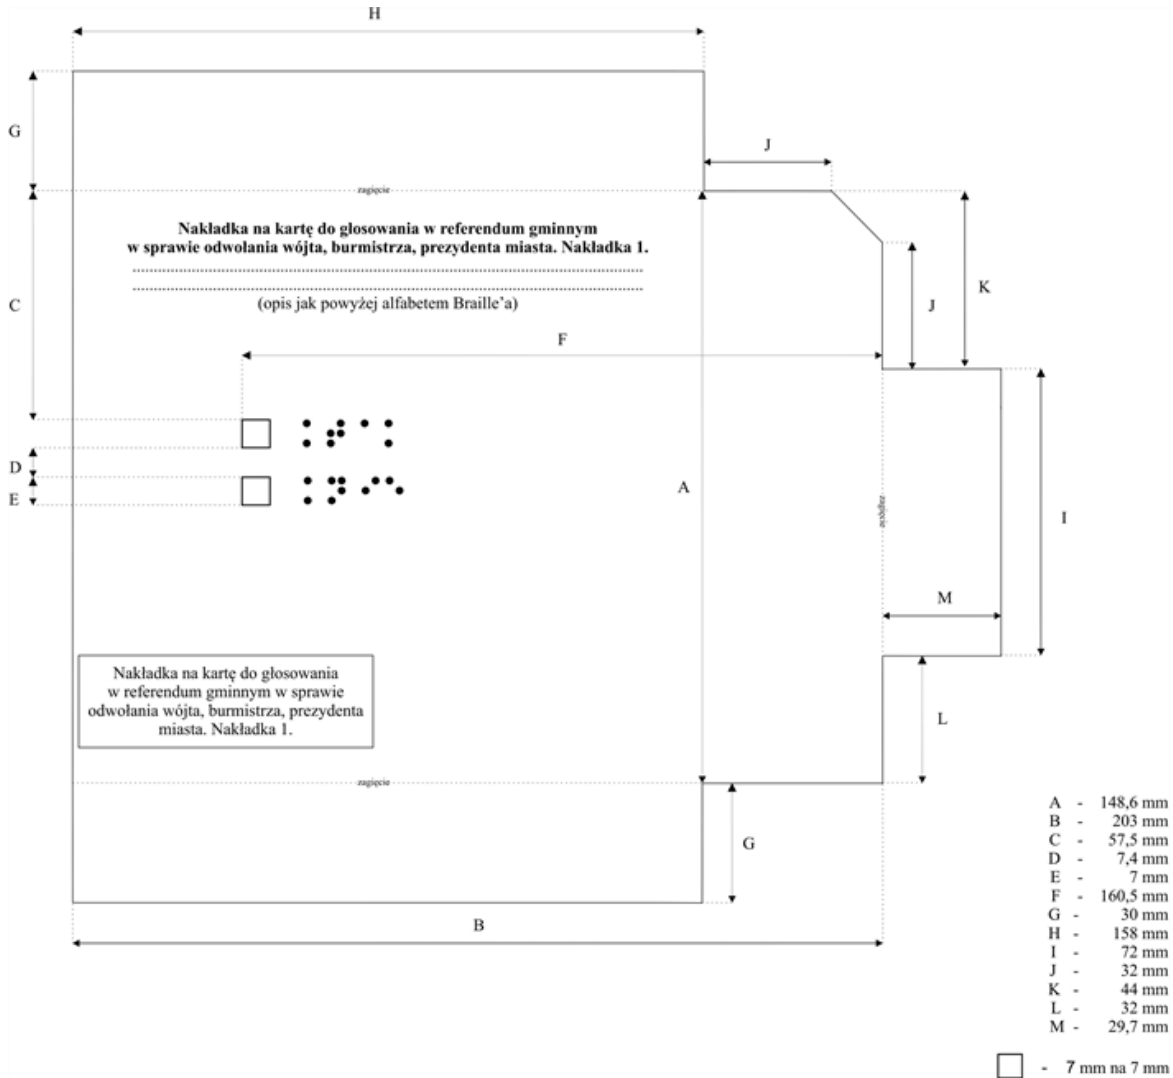 H
G
J
zagięcie
Nakładka na kartę do głosowania w referendum gminnym
w sprawie odwołania wójta, burmistrza, prezydenta miasta. Nakładka 1.
(opis jak powyżej alfabetem Braille’a)
C
J
K
F
D
E
A
zagięcie
I
M
Nakładka na kartę do głosowania
w referendum gminnym w sprawie
odwołania wójta, burmistrza, prezydenta
miasta. Nakładka 1.
L
zagięcie
G
B
A - 148,6 mm
B - 203 mm
C - 57,5 mm
D - 7,4 mm
E - 7 mm
F - 160,5 mm
G - 30 mm
H - 158 mm
I - 72 mm
J - 32 mm
K - 44 mm
L - 32 mm
M - 29,7 mm
- 7 mm na 7 mm